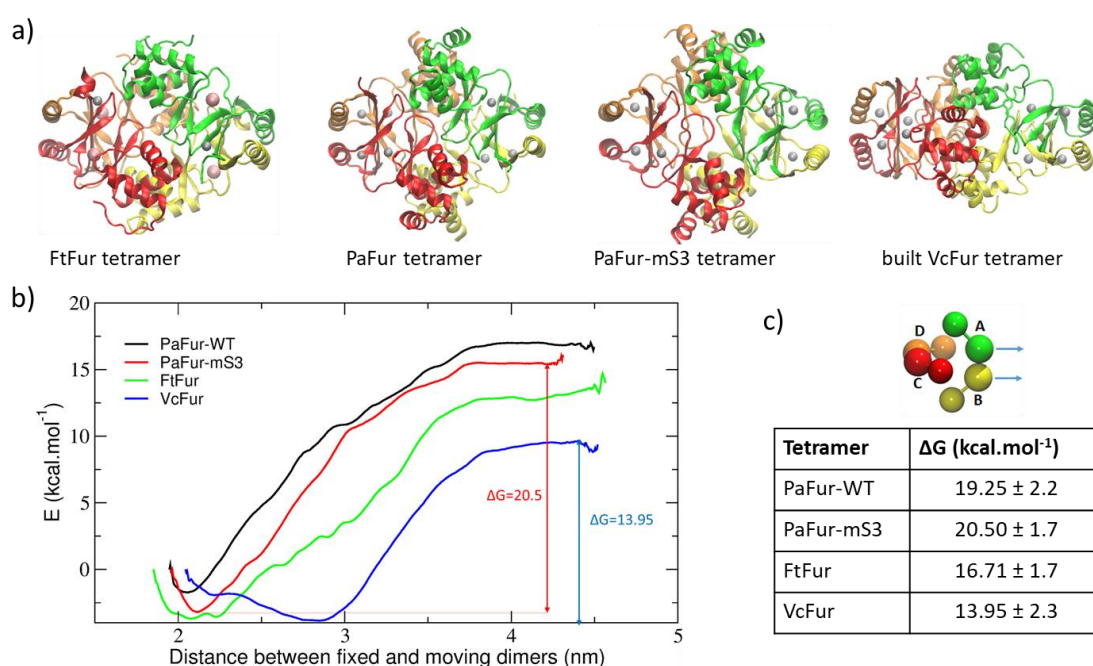 a)
FtFur tetramer
PaFur tetramer
PaFur-mS3 tetramer
built VcFur tetramer
b)
E (kcal.mol⁻¹)
20
15
10
5
0
PaFur-WT
PaFur-mS3
FtFur
VcFur
ΔG=20.5
ΔG=13.95
2
3
4
5
Distance between fixed and moving dimers (nm)
c)
D
A
C
B
Tetramer ΔG (kcal.mol⁻¹)
PaFur-WT 19.25 ± 2.2
PaFur-mS3 20.50 ± 1.7
FtFur 16.71 ± 1.7
VcFur 13.95 ± 2.3